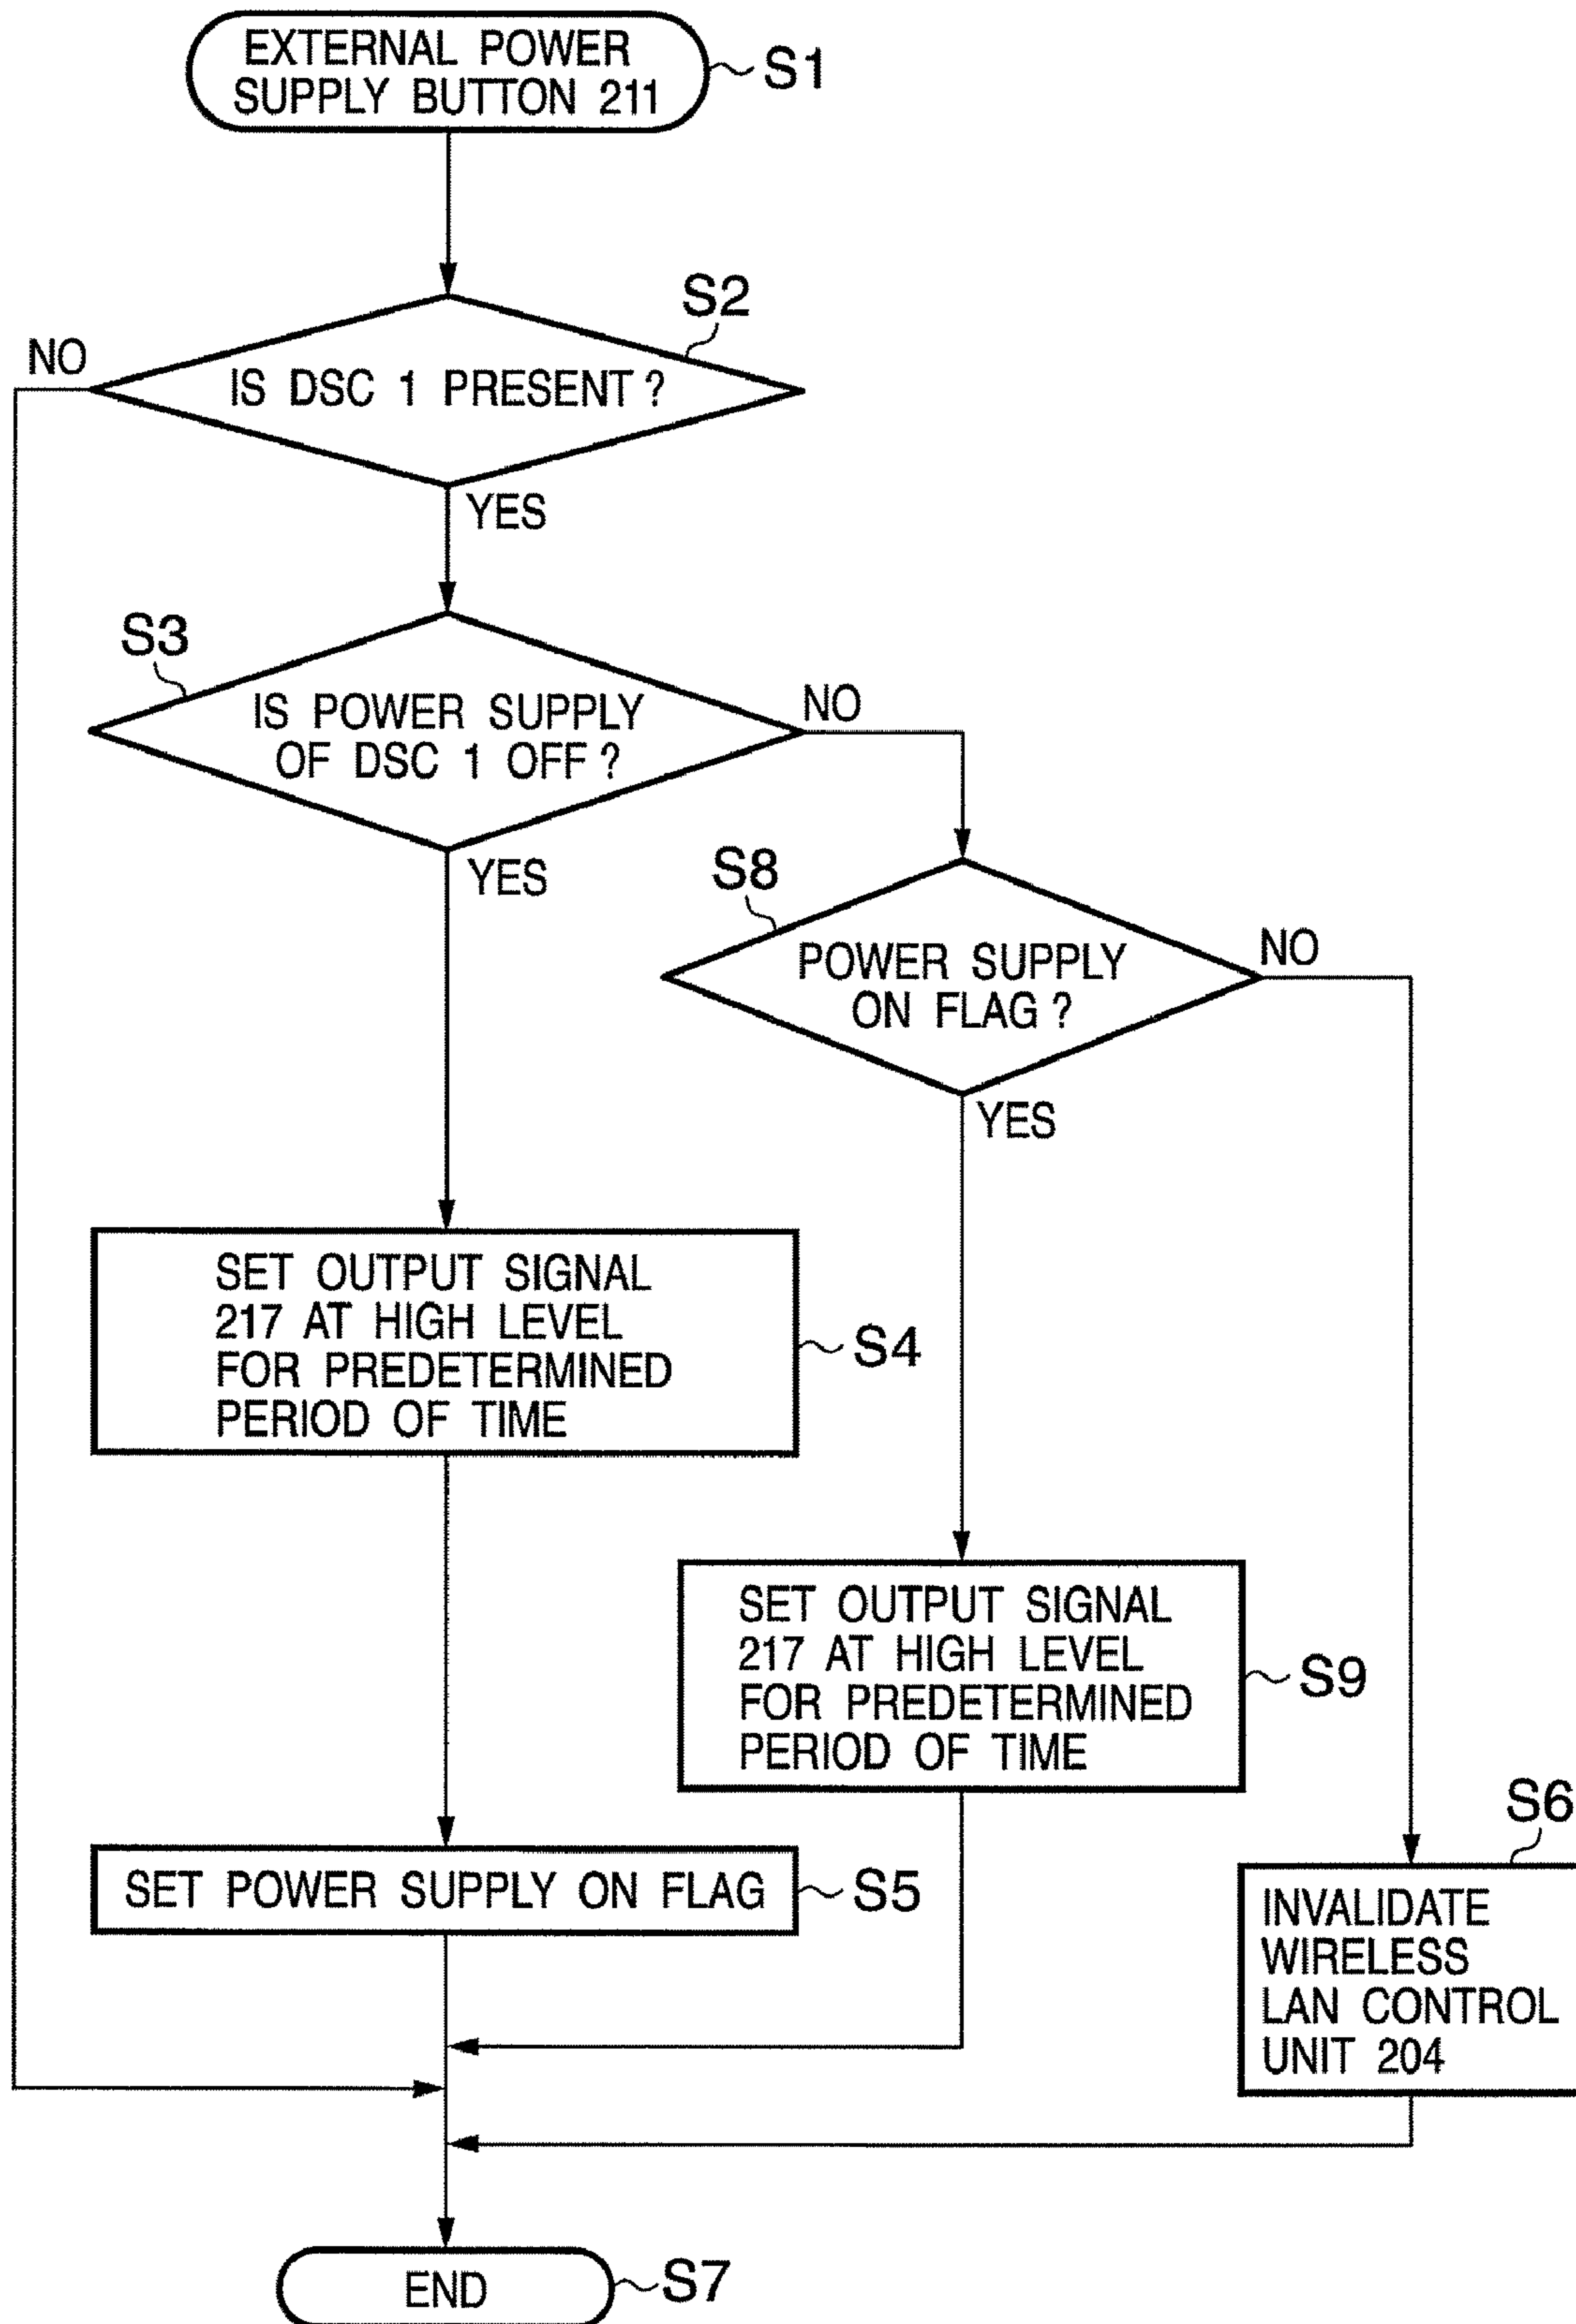 EXTERNAL POWER
SUPPLY BUTTON 211
S1
S2
NO
IS DSC 1 PRESENT?
YES
S3
IS POWER SUPPLY
OF DSC 1 OFF?
NO
YES
S8
POWER SUPPLY
ON FLAG?
NO
YES
SET OUTPUT SIGNAL
217 AT HIGH LEVEL
FOR PREDETERMINED
PERIOD OF TIME
S4
SET OUTPUT SIGNAL
217 AT HIGH LEVEL
FOR PREDETERMINED
PERIOD OF TIME
S9
SET POWER SUPPLY ON FLAG
S5
S6
INVALIDATE
WIRELESS
LAN CONTROL
UNIT 204
END
S7